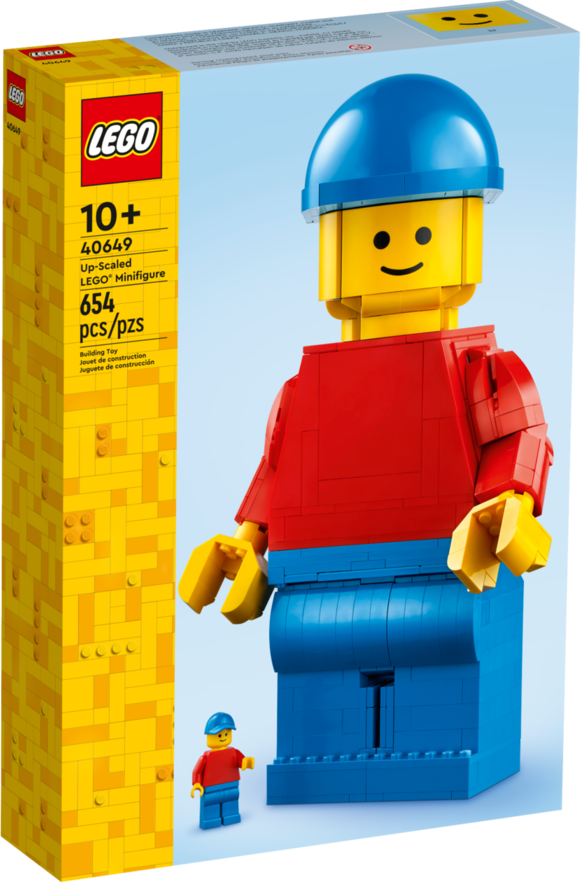 LEGO
40649
LEGO
40649
LEGO
10+
40649
Up-Scaled
LEGO® Minifigure
654
pcs/pzs
Building Toy
Jouet de construction
Juguete de construcción